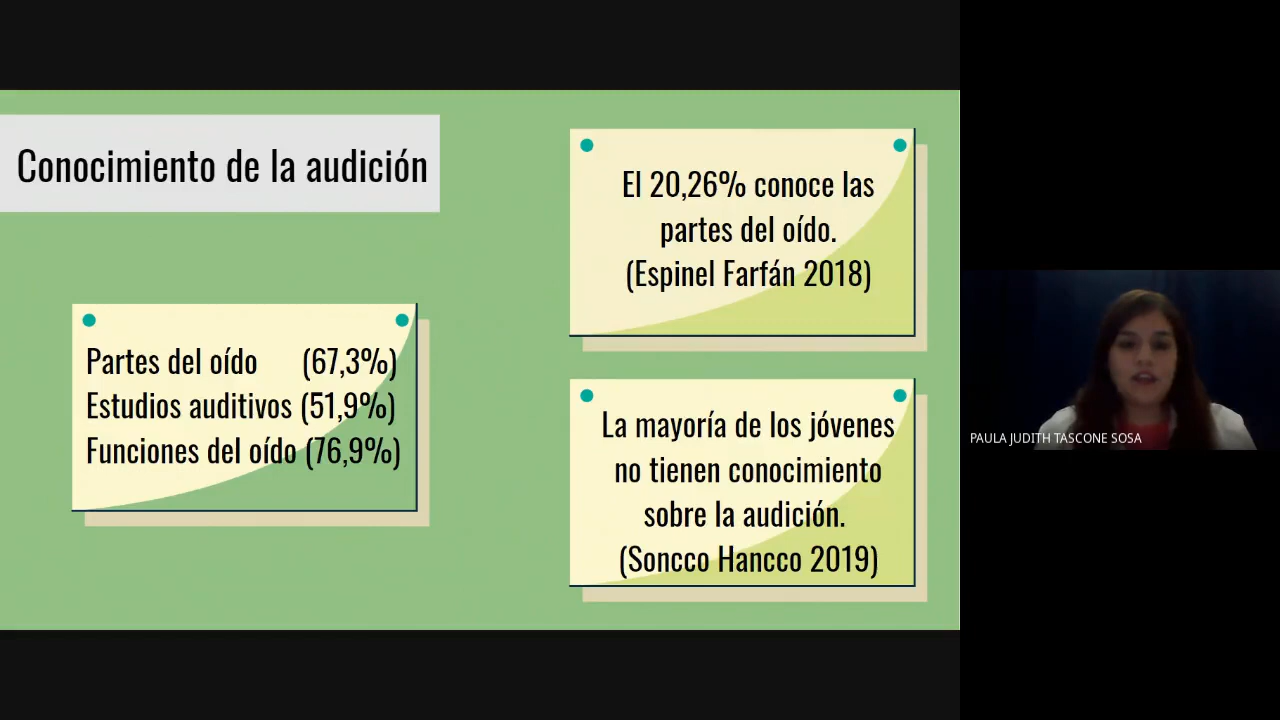 Conocimiento de la audición
Partes del oído (67,3%)
Estudios auditivos (51,9%)
Funciones del oído (76,9%)
El 20,26% conoce las
partes del oído.
(Espinel Farfán 2018)
La mayoría de los jóvenes
no tienen conocimiento
sobre la audición.
(Soncco Hancco 2019)
PAULA JUDITH TASCONE SOSA